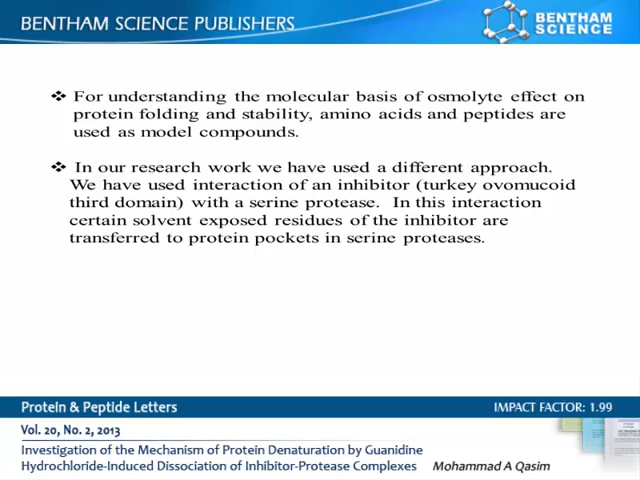 BENTHAM SCIENCE PUBLISHERS
BENTHAM
SCIENCE
❖ For understanding the molecular basis of osmolyte effect on
protein folding and stability, amino acids and peptides are
used as model compounds.
❖ In our research work we have used a different approach.
We have used interaction of an inhibitor (turkey ovomucoid
third domain) with a serine protease. In this interaction
certain solvent exposed residues of the inhibitor are
transferred to protein pockets in serine proteases.
Protein & Peptide Letters
IMPACT FACTOR: 1.99
Vol. 20, No. 2, 2013
Investigation of the Mechanism of Protein Denaturation by Guanidine
Hydrochloride-Induced Dissociation of Inhibitor-Protease Complexes Mohammad A Qasim